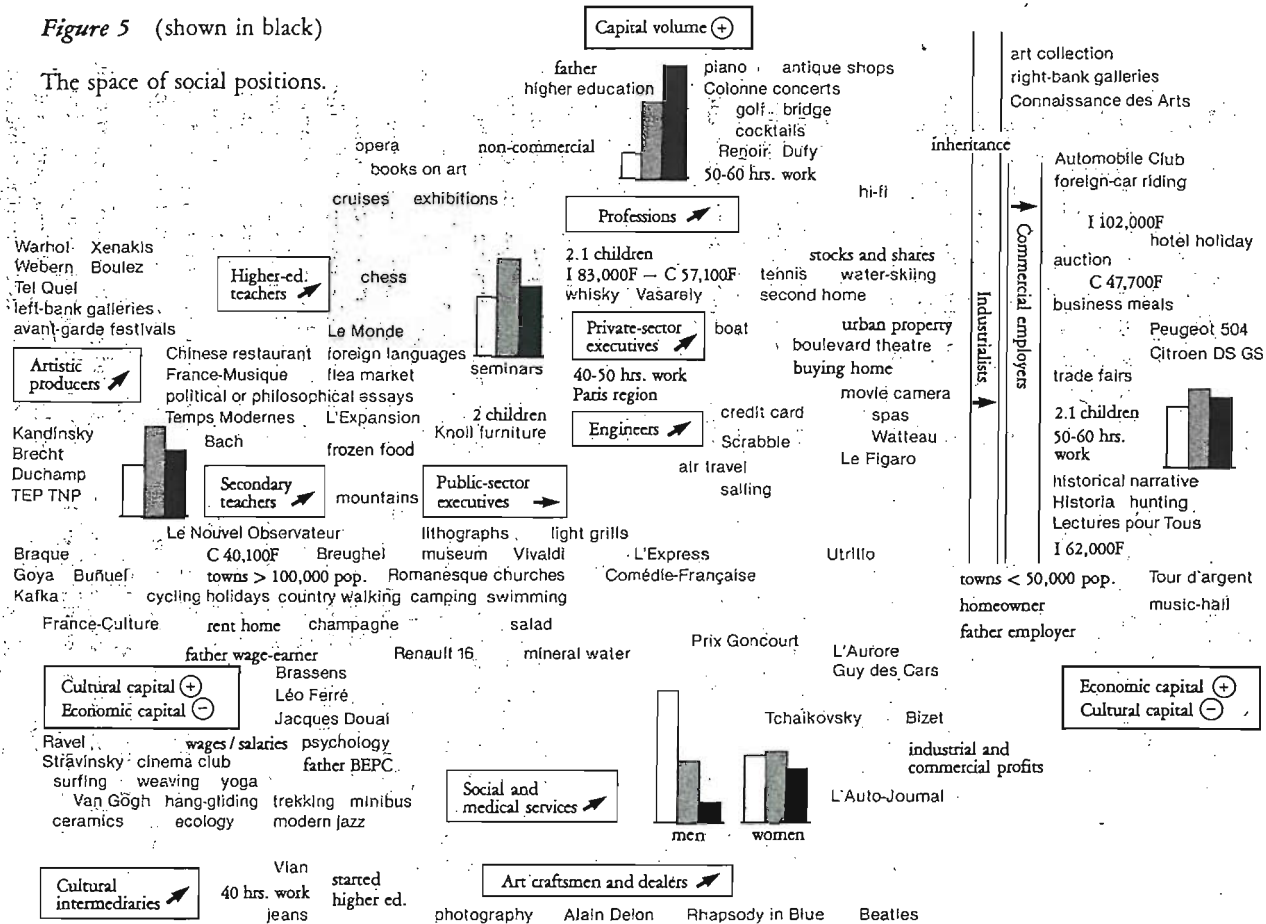 Figure 5 (shown in black)
The space of social positions.
Capital volume +
father
higher education
piano antique shops
Colonne concerts
golf bridge
cocktails
Renoir Dufy
50-60 hrs. work
art collection
right-bank galleries
Connaissance des Arts
inheritance
opera
non-commercial
books on art
cruises exhibitions
hi-fi
Automobile Club
foreign-car riding
I 102,000F
hotel holiday
auction
C 47,700F
business meals
Peugeot 504
Citroen DS GS
trade fairs
2.1 children
50-60 hrs.
work
historical narrative
Historia hunting
Lectures pour Tous
I 62,000F
Industrialists
Commercial employers
Professions
2.1 children
I 83,000F – C 57,100F
whisky Vasarely
stocks and shares
tennis water-skiing
second home
Warhol Xenakis
Webern Boulez
Tel Quel
left-bank galleries
avant-garde festivals
Higher-ed.
teachers
chess
Le Monde
seminars
Private-sector
executives
boat
urban property
boulevard theatre
buying home
40-50 hrs. work
Paris region
Artistic
producers
Chinese restaurant foreign languages
France-Musique flea market
political or philosophical essays
Temps Modernes L'Expansion
Bach
frozen food
2 children
Knoll furniture
Engineers
credit card
Scrabble
movie camera
spas
Watteau
Le Figaro
air travel
sailing
Kandinsky
Brecht
Duchamp
TEP TNP
Secondary
teachers
mountains
Public-sector
executives
Le Nouvel Observateur
lithographs light grills
Braque
C 40,100F Breughel museum Vivaldi L'Express Utrillo
Goya Buñuel towns > 100,000 pop. Romanesque churches Comédie-Française
Kafka cycling holidays country walking camping swimming
France-Culture rent home champagne salad
father wage-earner Renault 16 mineral water
Prix Goncourt
L'Aurore
Guy des Cars
towns < 50,000 pop. Tour d'argent
homeowner music-hall
father employer
Cultural capital +
Economic capital −
Brassens
Léo Ferré
Jacques Douai
Economic capital +
Cultural capital −
Tchaikovsky Bizet
Ravel wages / salaries psychology
Stravinsky cinema club father BEPC
surfing weaving yoga
Van Gogh hang-gliding trekking minibus
ceramics ecology modern jazz
industrial and
commercial profits
L'Auto-Journal
Social and
medical services
men women
Cultural
intermediaries
Vian
40 hrs. work
jeans
started
higher ed.
Art craftsmen and dealers
photography Alain Delon Rhapsody in Blue Beatles